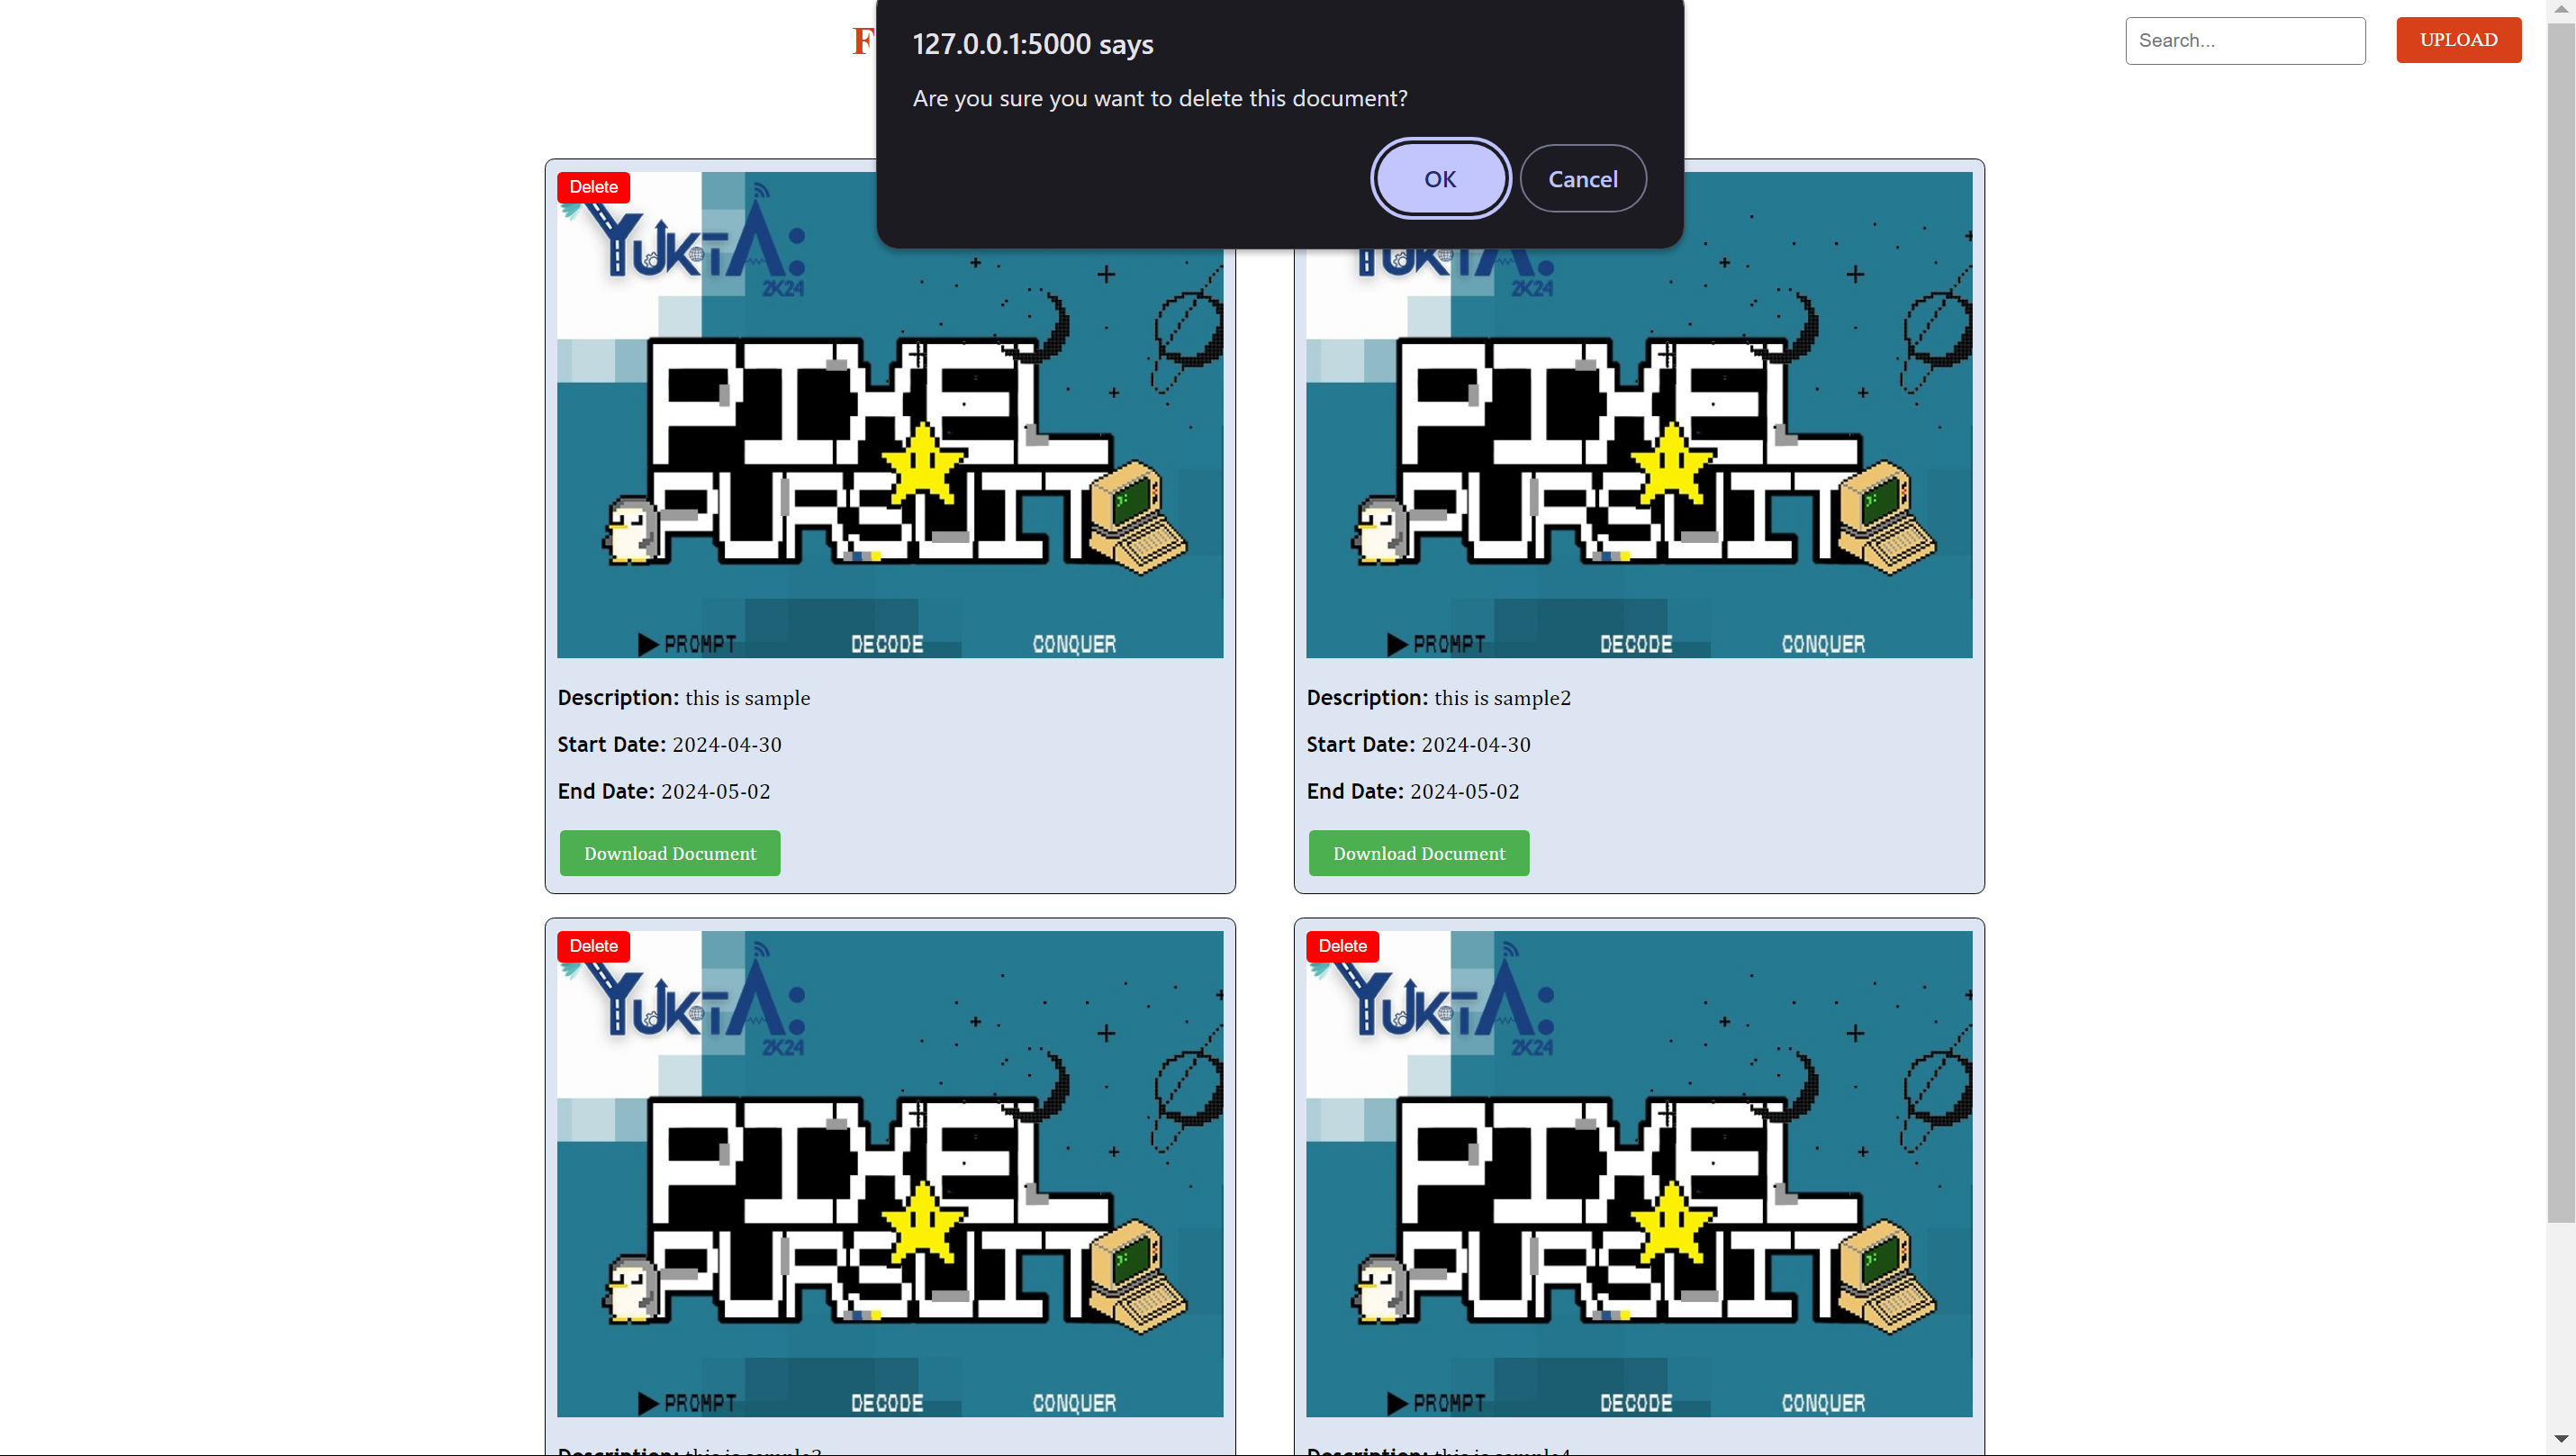 127.0.0.1:5000 says
Are you sure you want to delete this document?
OK
Cancel
F
Search...
UPLOAD
Delete
YUKTA:
2K24
PIXEL
PURSUIT
PROMPT DECODE CONQUER
Description: this is sample
Start Date: 2024-04-30
End Date: 2024-05-02
Download Document
YUKTA:
2K24
PIXEL
PURSUIT
PROMPT DECODE CONQUER
Description: this is sample2
Start Date: 2024-04-30
End Date: 2024-05-02
Download Document
Delete
YUKTA:
2K24
PIXEL
PURSUIT
PROMPT DECODE CONQUER
Description: this is sample3
Delete
YUKTA:
2K24
PIXEL
PURSUIT
PROMPT DECODE CONQUER
Description: this is sample4